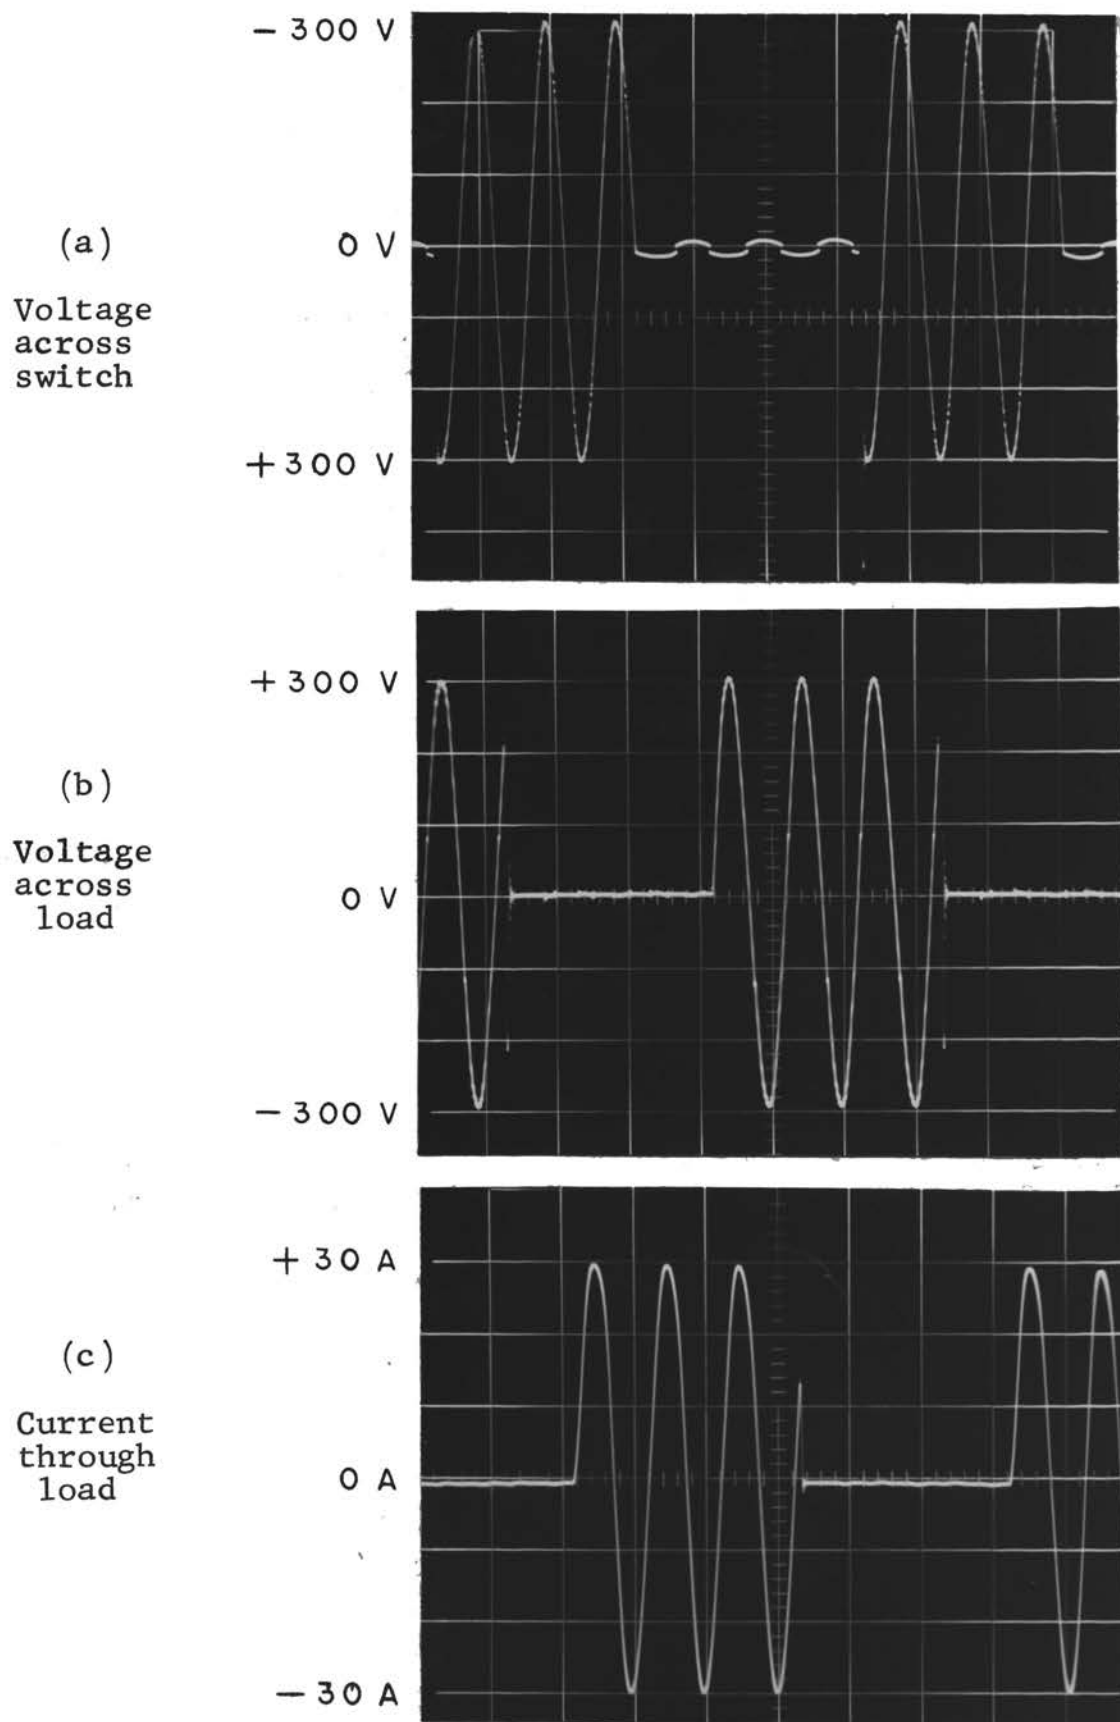 − 300 V
(a)
0 V
Voltage
across
switch
+ 300 V
+ 300 V
(b)
Voltage
across
load
0 V
− 300 V
+ 30 A
(c)
Current
through
load
0 A
− 30 A